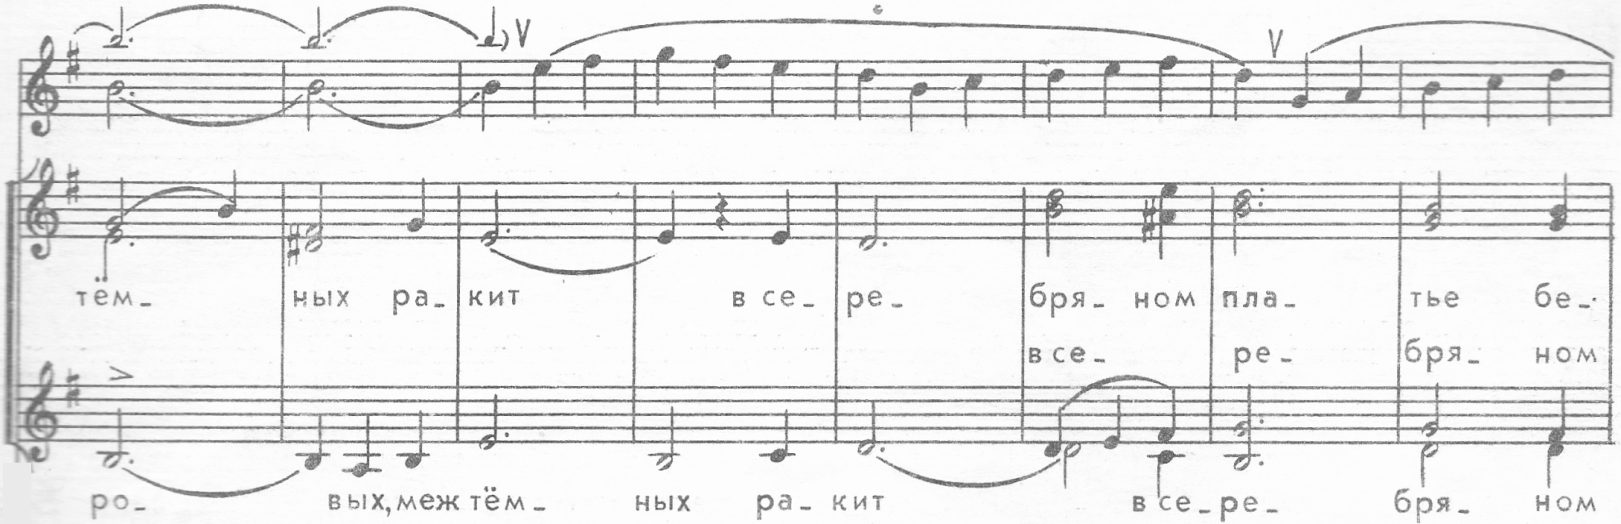 тём_ ных ра_ кит в се_ ре_ бря_ ном пла_ тье бе_
в се_ ре_ бря_ ном
ро_ вых, меж тём_ ных ра_ кит в се_ ре_ бря_ ном